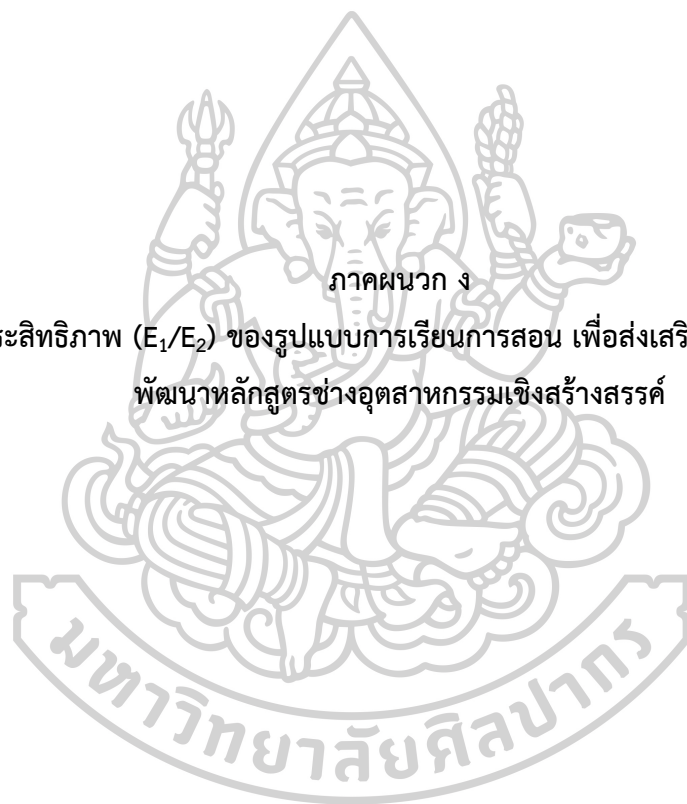 ภาคผนวก ง
ระสิทธิภาพ (E1/E2) ของรูปแบบการเรียนการสอน เพื่อส่งเสริ
พัฒนาหลักสูตรช่างอุตสาหกรรมเชิงสร้างสรรค์
มหาวิทยาลัยศิลปากร